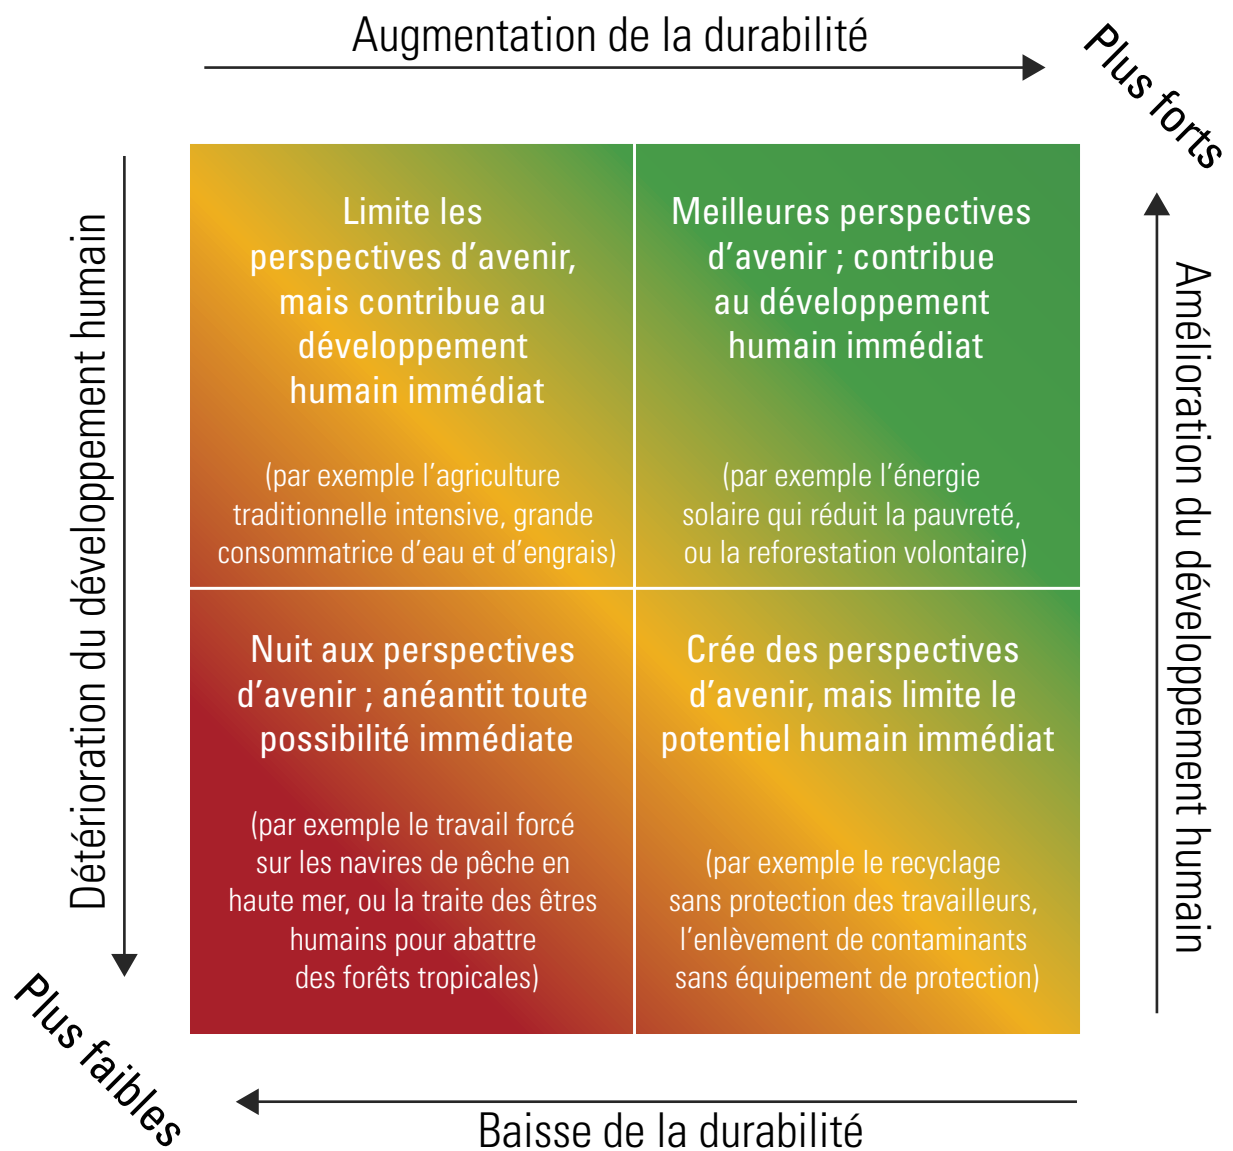 Augmentation de la durabilité
Plus forts
Détérioration du développement humain
Limite les
perspectives d'avenir,
mais contribue au
développement
humain immédiat
(par exemple l'agriculture
traditionnelle intensive, grande
consommatrice d'eau et d'engrais)
Meilleures perspectives
d'avenir ; contribue
au développement
humain immédiat
(par exemple l'énergie
solaire qui réduit la pauvreté,
ou la reforestation volontaire)
Amélioration du développement humain
Nuit aux perspectives
d'avenir ; anéantit toute
possibilité immédiate
(par exemple le travail forcé
sur les navires de pêche en
haute mer, ou la traite des êtres
humains pour abattre
des forêts tropicales)
Crée des perspectives
d'avenir, mais limite le
potentiel humain immédiat
(par exemple le recyclage
sans protection des travailleurs,
l'enlèvement de contaminants
sans équipement de protection)
Plus faibles
Baisse de la durabilité